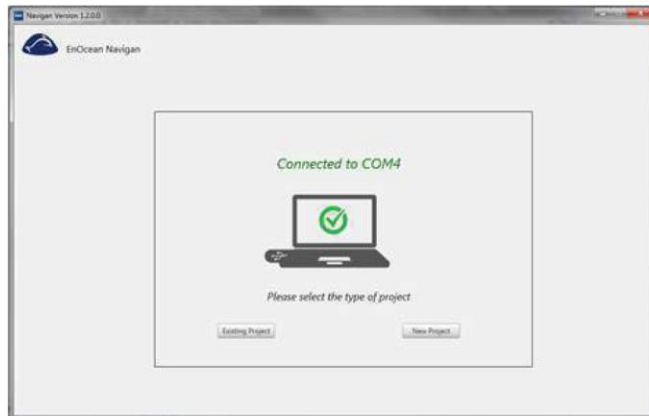 Navigan Version 1.2.0.0
EnOcean Navigan
Connected to COM4
Please select the type of project
Existing Project
New Project